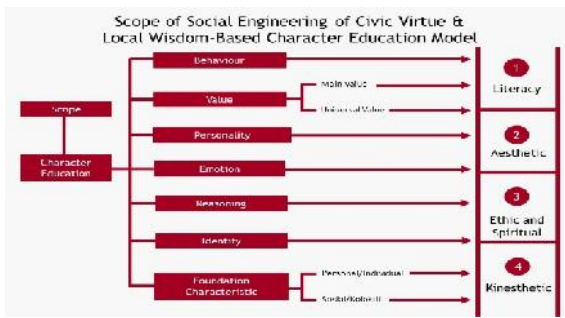 Scope of Social Engineering of Civic Virtue &
Local Wisdom-Based Character Education Model
Behaviour
Value
Main value
Universal Value
Personality
Emotion
Reasoning
Identity
Foundation
Characteristic
Personal/Individual
Scope
Character
Education
1
Literacy
2
Aesthetic
3
Ethic and
Spiritual
4
Kinesthetic